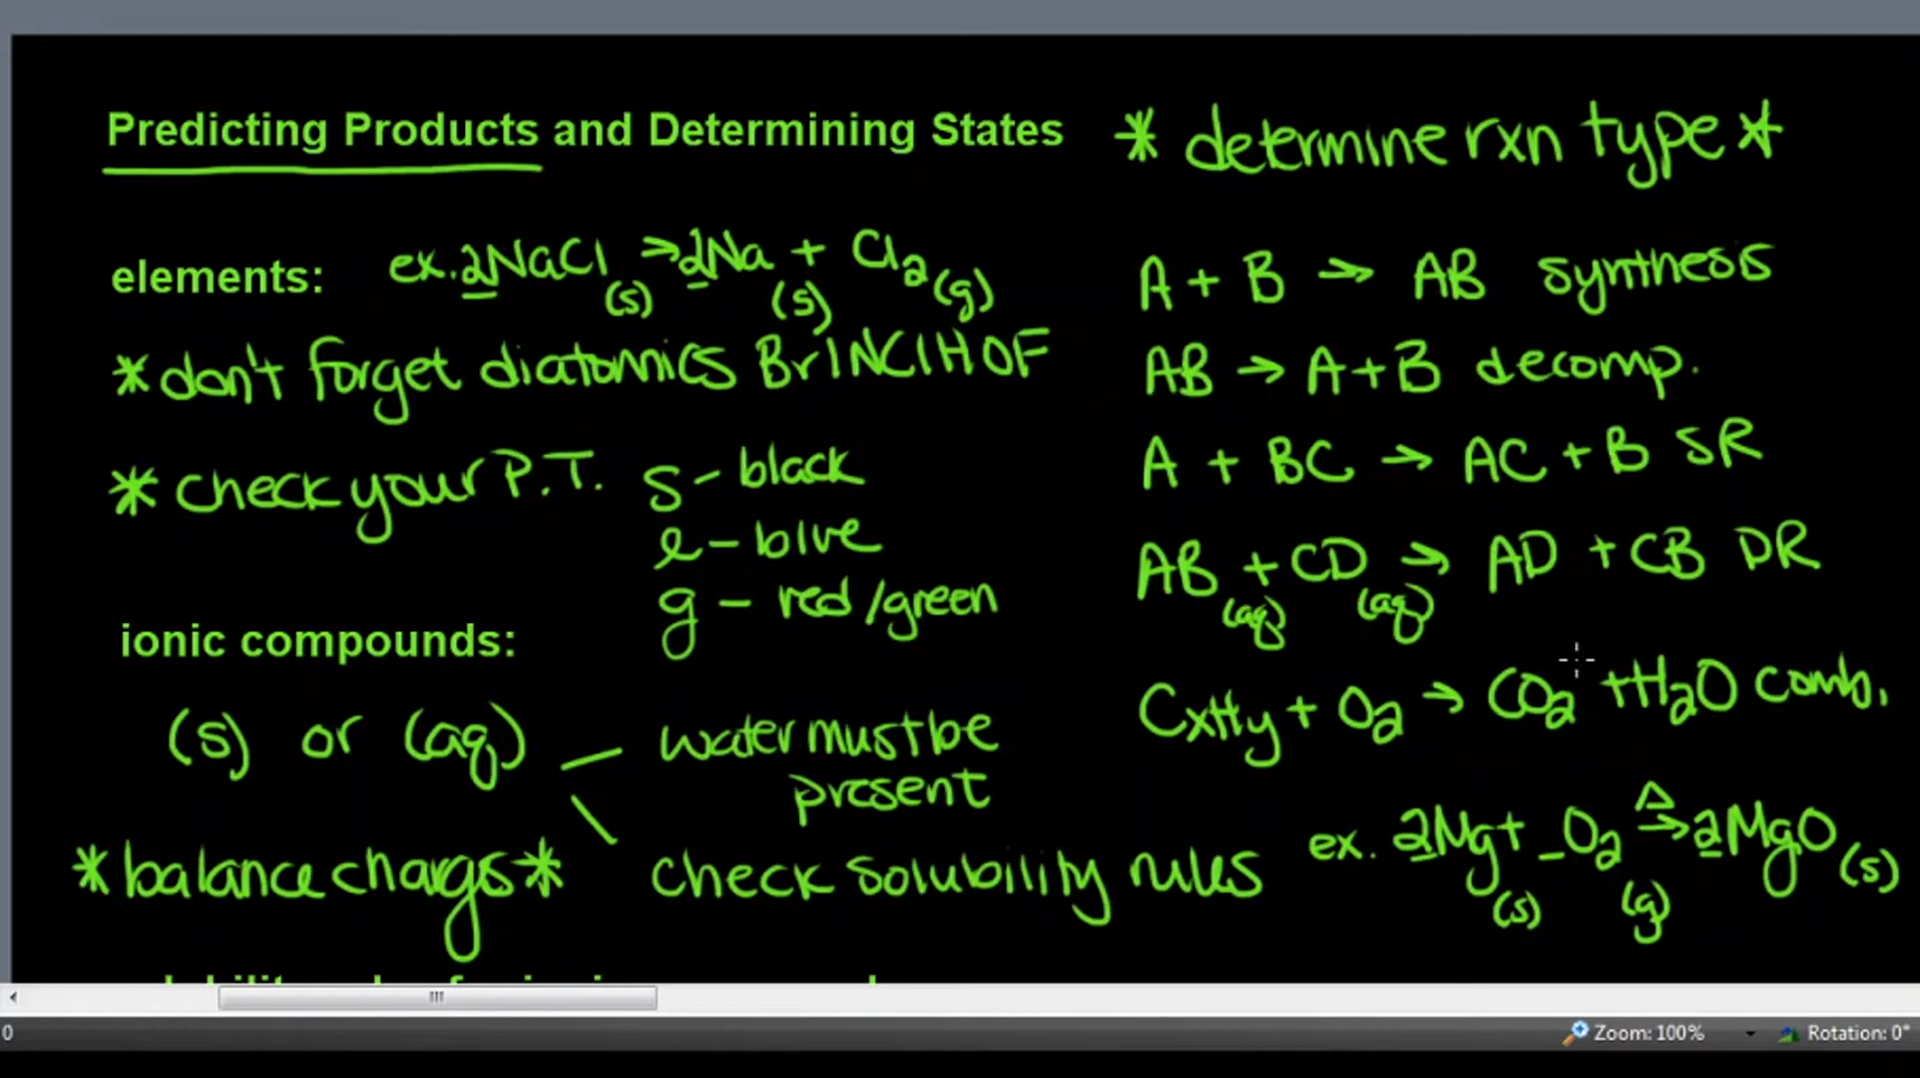 Predicting Products and Determining States
* determine rxn type *
elements: ex. 2NaCl(s) → 2Na(s) + Cl2(g)
* don't forget diatomics BrINClHOF
* check your P.T. s - black
l - blue
g - red/green
ionic compounds:
(s) or (aq) - water must be present
check solubility rules
* balance chargs *
A + B → AB synthesis
AB → A + B decomp.
A + BC → AC + B SR
AB(aq) + CD(aq) → AD + CB DR
CxHy + O2 → CO2 + H2O comb.
ex. 2Mg(s) + _O2(g) Δ→ 2MgO(s)
0
Zoom: 100%
Rotation: 0°